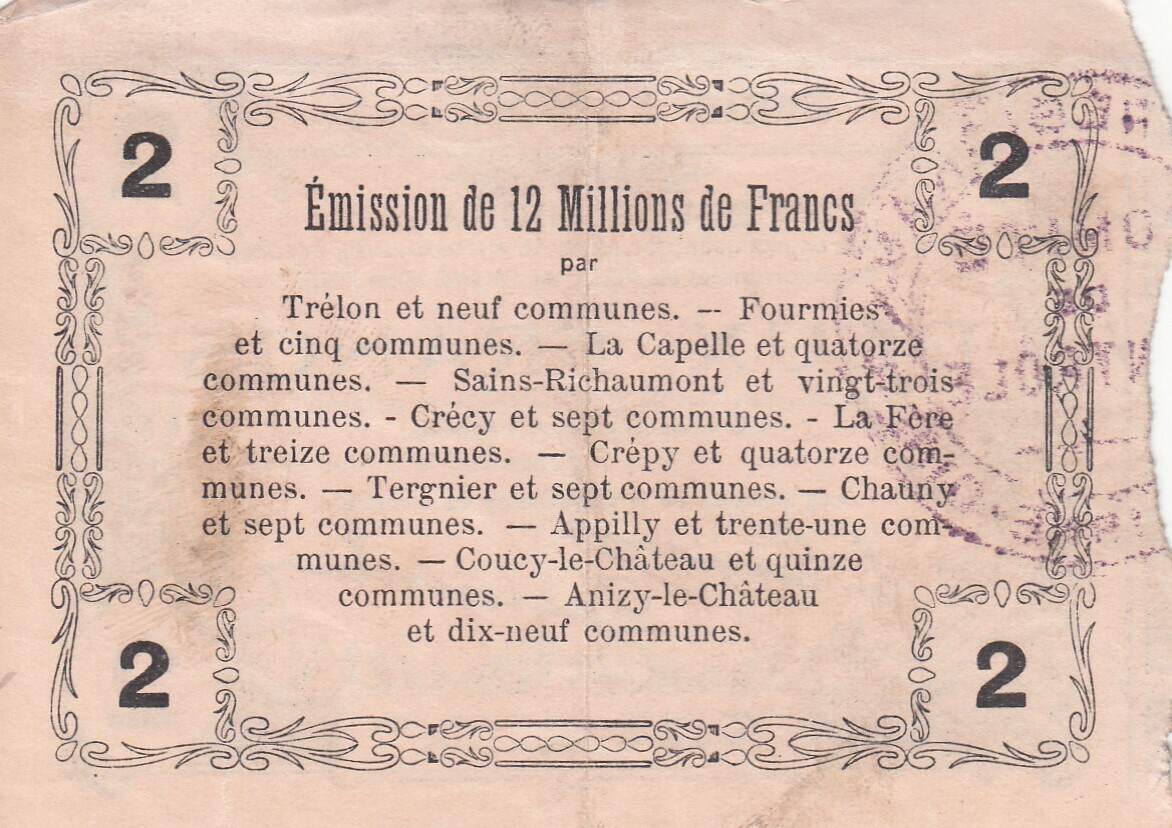 2 2
Émission de 12 Millions de Francs
par
Trélon et neuf communes. -- Fourmies
et cinq communes. — La Capelle et quatorze
communes. — Sains-Richaumont et vingt-trois
communes. - Crécy et sept communes. - La Fère
et treize communes. — Crépy et quatorze com-
munes. — Tergnier et sept communes. — Chauny
et sept communes. — Appilly et trente-une com-
munes. — Coucy-le-Château et quinze
communes. — Anizy-le-Château
et dix-neuf communes.
2 2